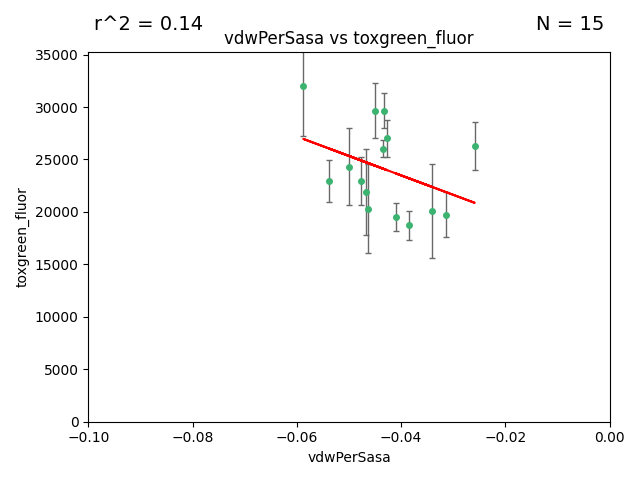 r^2 = 0.14
N = 15
vdwPerSasa vs toxgreen_fluor
35000
30000
25000
20000
15000
10000
5000
0
toxgreen_fluor
−0.10
−0.08
−0.06
−0.04
−0.02
0.00
vdwPerSasa